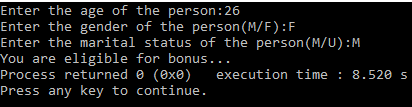 Enter the age of the person:26
Enter the gender of the person(M/F):F
Enter the marital status of the person(M/U):M
You are eligible for bonus...
Process returned 0 (0x0)   execution time : 8.520 s
Press any key to continue.